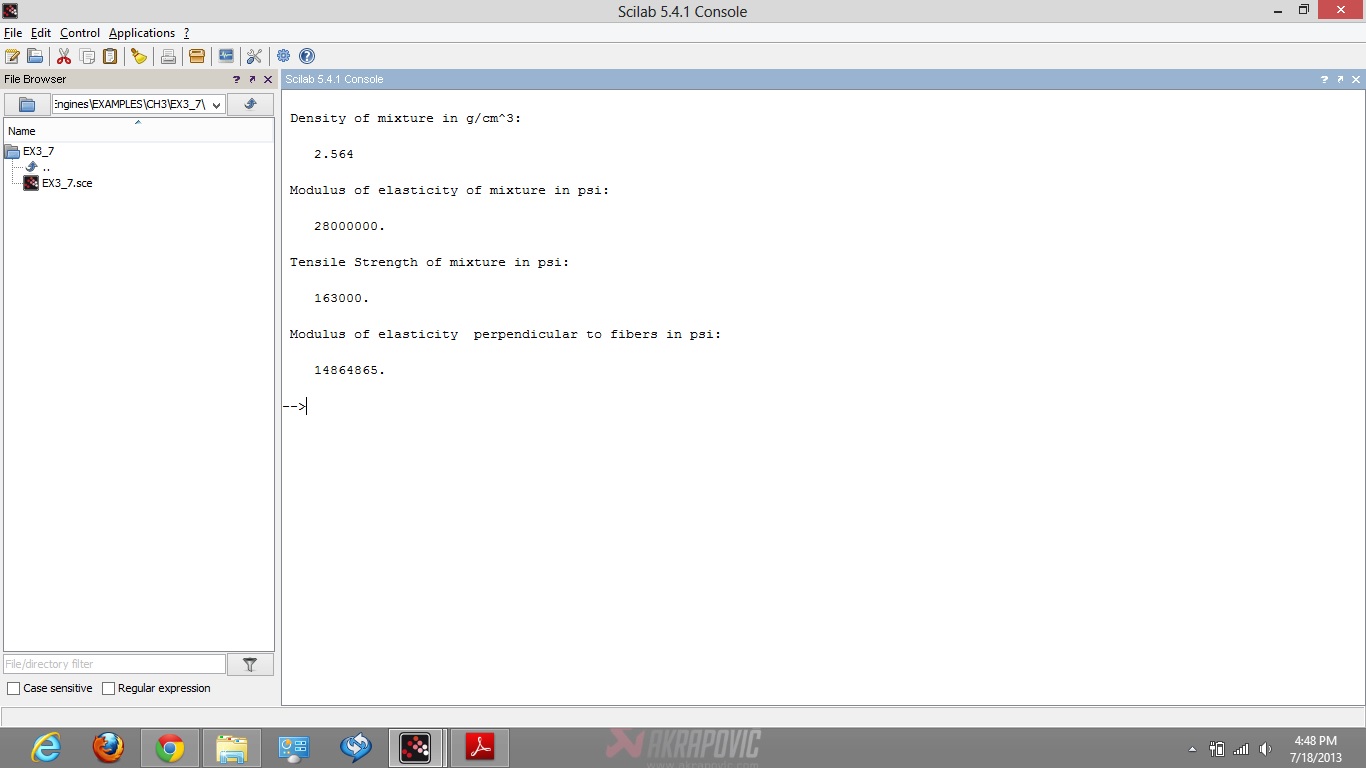 Scilab 5.4.1 Console
File Edit Control Applications ?
File Browser ? Scilab 5.4.1 Console ?
Engines\EXAMPLES\CH3\EX3_7\
Name
EX3_7
..
EX3_7.sce
Density of mixture in g/cm^3:
2.564
Modulus of elasticity of mixture in psi:
28000000.
Tensile Strength of mixture in psi:
163000.
Modulus of elasticity  perpendicular to fibers in psi:
14864865.
-->
File/directory filter
Case sensitive Regular expression
AKRAPOVIC
www.akrapovic.com
4:48 PM
7/18/2013